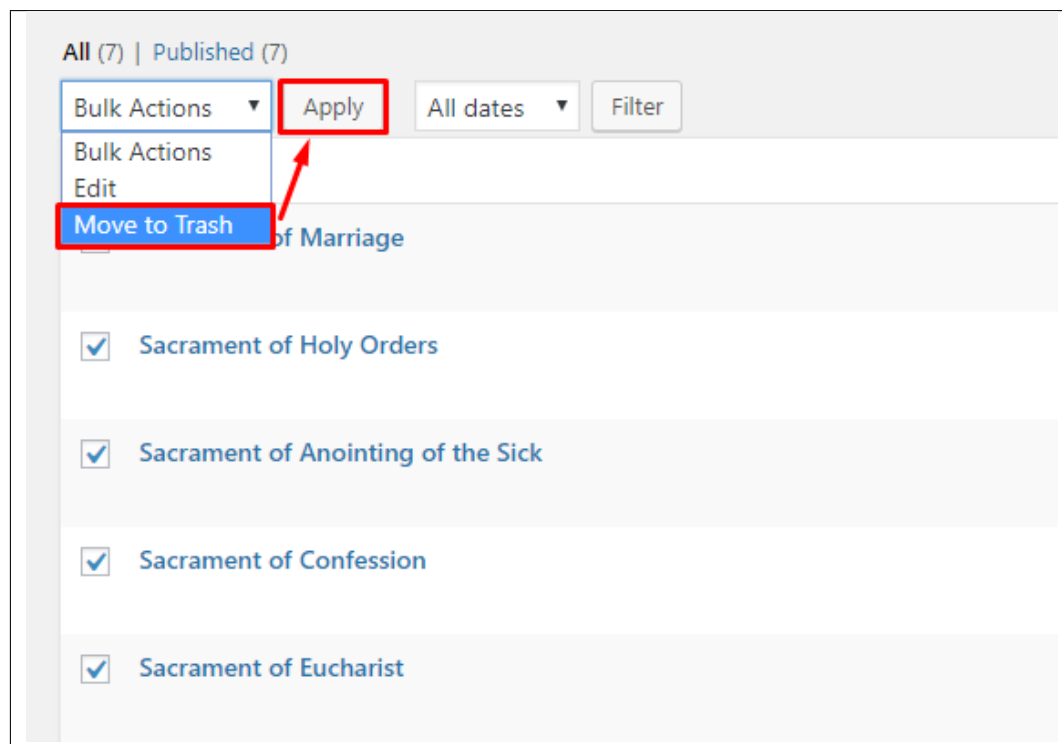 All (7) | Published (7)
Bulk Actions Apply All dates Filter
Bulk Actions
Edit
Move to Trash
of Marriage
Sacrament of Holy Orders
Sacrament of Anointing of the Sick
Sacrament of Confession
Sacrament of Eucharist